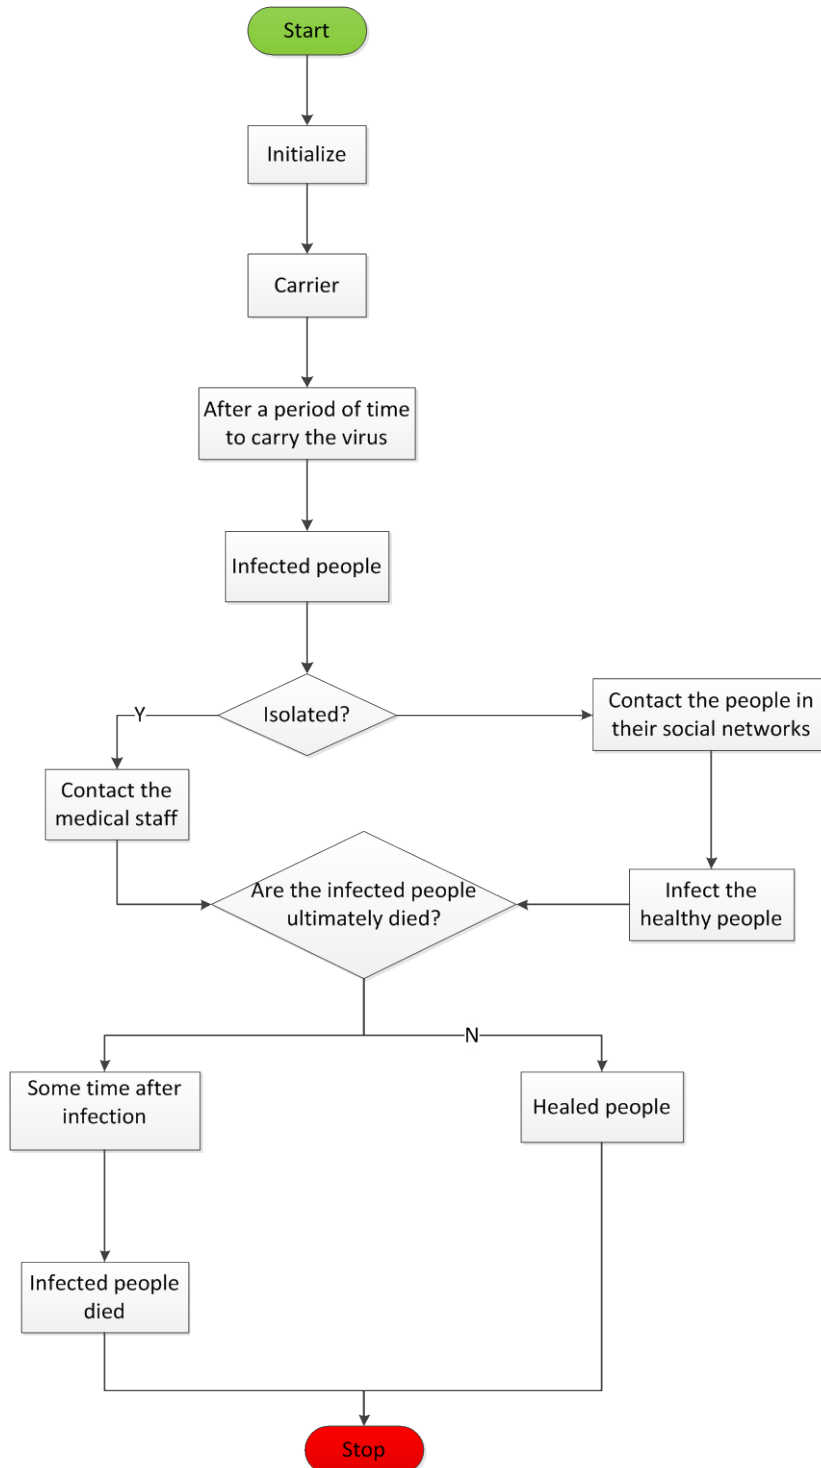 Start
Initialize
Carrier
After a period of time
to carry the virus
Infected people
Isolated?
Y
Contact the people in
their social networks
Contact the
medical staff
Are the infected people
ultimately died?
Infect the
healthy people
N
Some time after
infection
Healed people
Infected people
died
Stop